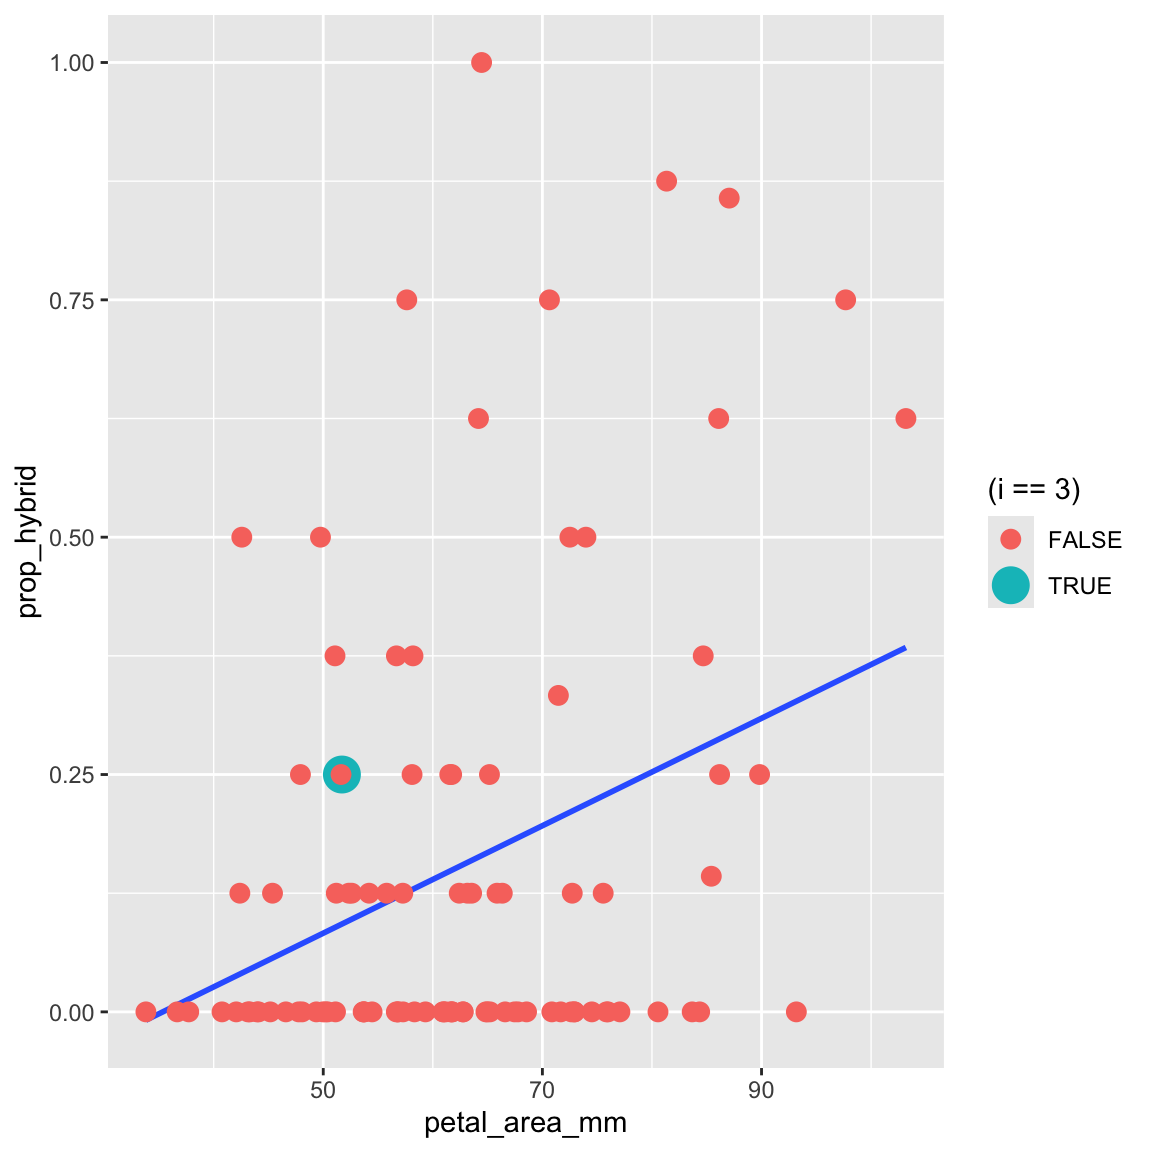 1.00
0.75
0.50
0.25
0.00
prop_hybrid
50
70
90
petal_area_mm
(i == 3)
FALSE
TRUE